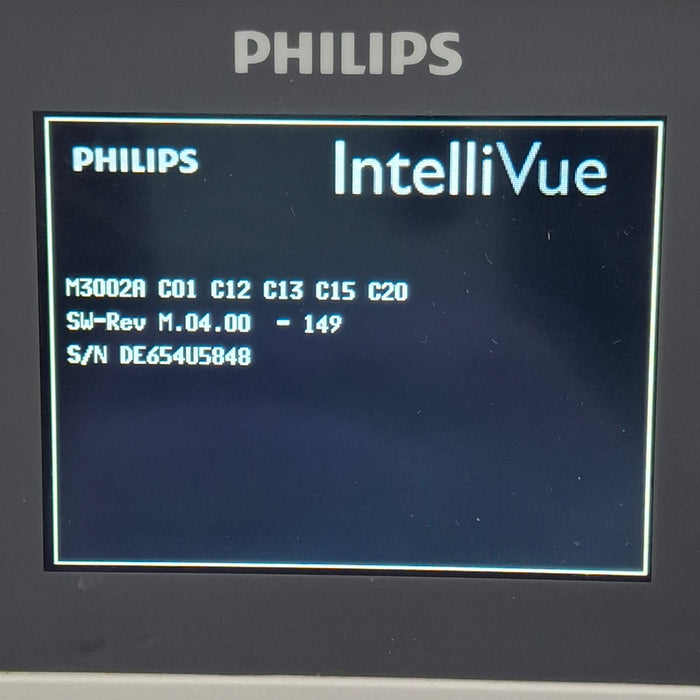 PHILIPS
PHILIPS IntelliVue
M3002A C01 C12 C13 C15 C20
SW-Rev M.04.00 - 149
S/N DE654U5848